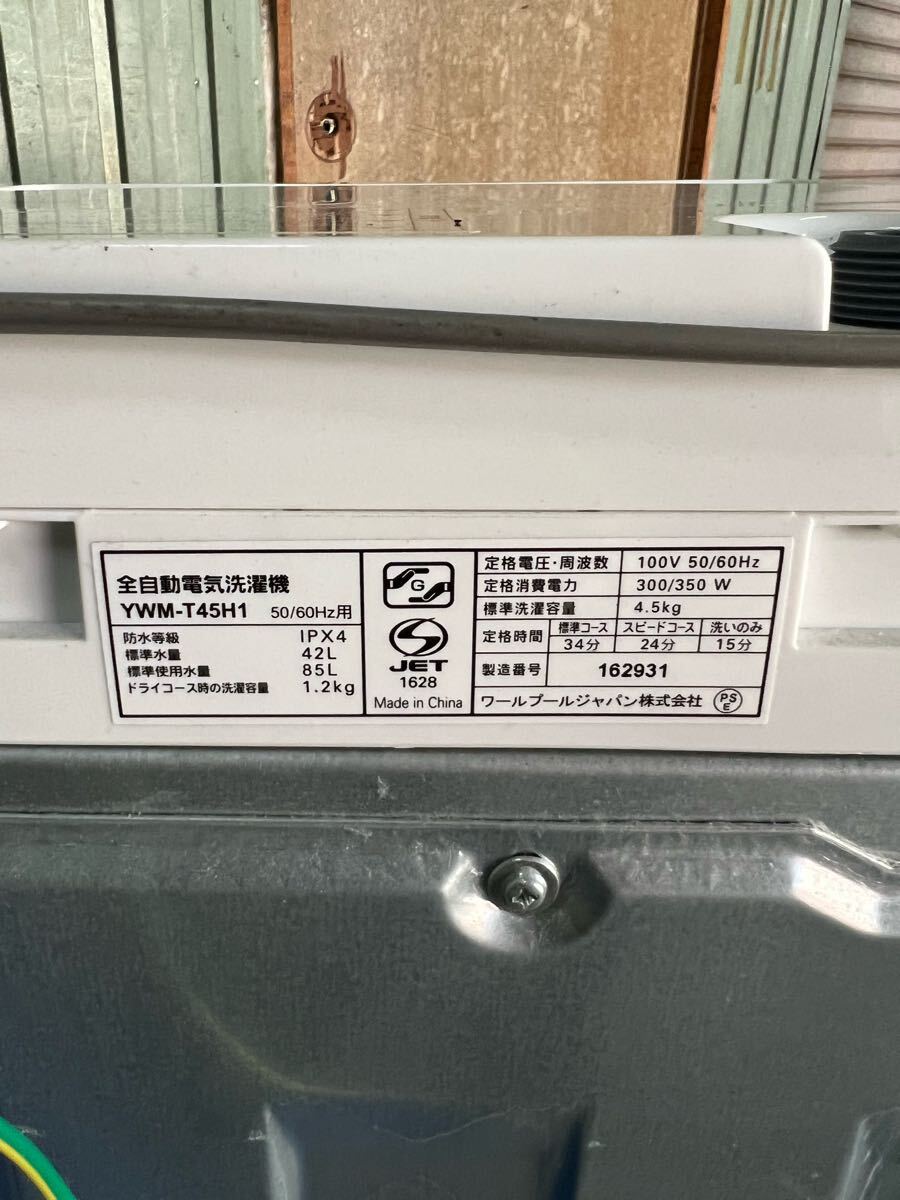 全自動電気洗濯機
YWM-T45H1 50/60Hz用
防水等級 IPX4
標準水量 42L
標準使用水量 85L
ドライコース時の洗濯容量 1.2kg
G
S
JET
1628
Made in China
定格電圧・周波数 100V 50/60Hz
定格消費電力 300/350 W
標準洗濯容量 4.5kg
定格時間 標準コース スピードコース 洗いのみ
34分 24分 15分
製造番号 162931
ワールプールジャパン株式会社 PSE